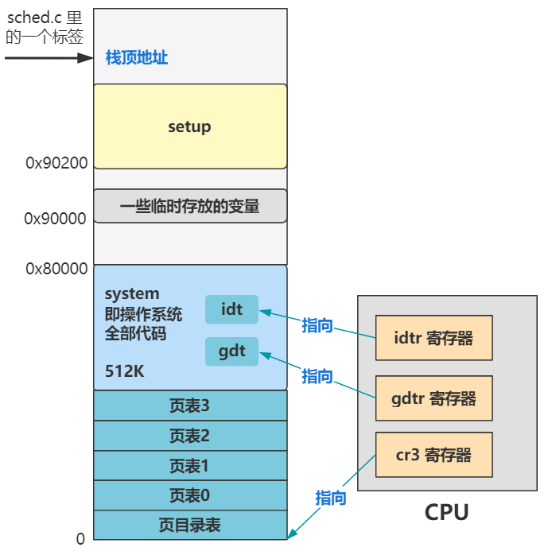 sched.c 里
的一个标签
栈顶地址
setup
0x90200
一些临时存放的变量
0x90000
0x80000
system
即操作系统
全部代码
512K
idt
gdt
指向
指向
指向
idtr 寄存器
gdtr 寄存器
cr3 寄存器
CPU
页表3
页表2
页表1
页表0
页目录表
0